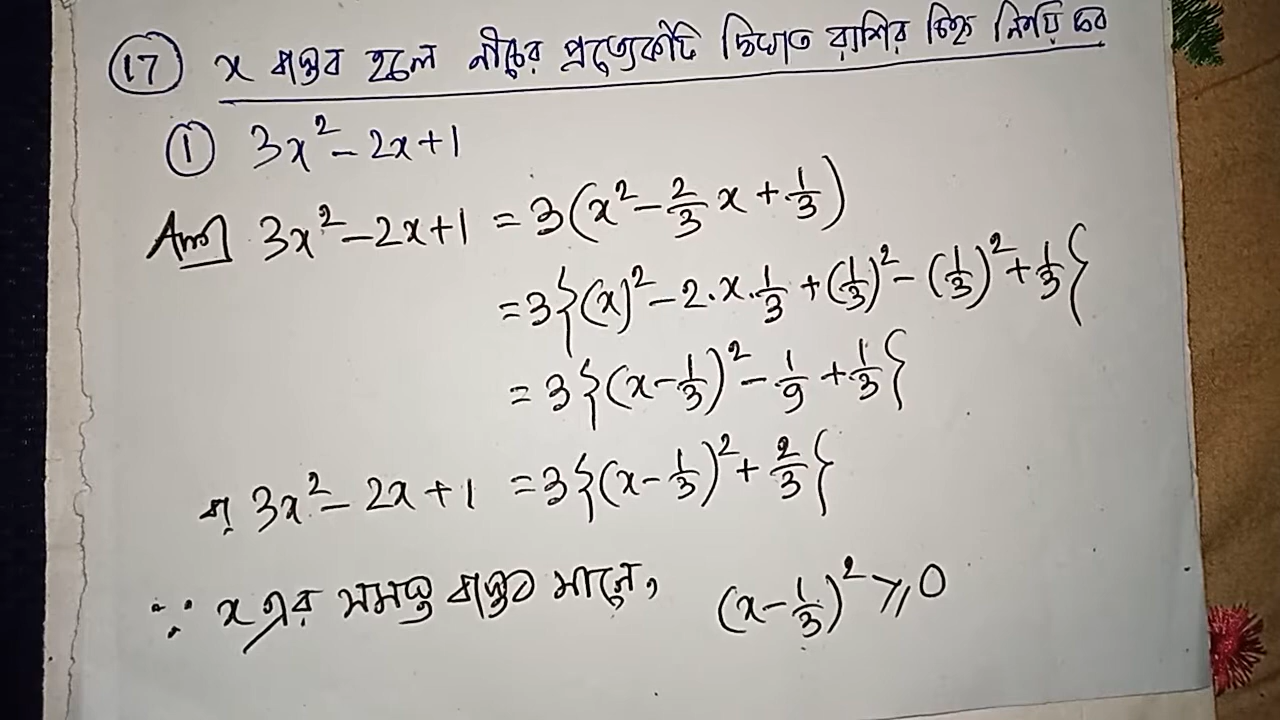 17 x বাস্তব হলে নীচের প্রত্যেকটি দ্বিঘাত রাশির চিহ্ন নির্ণয় কর
1 3x² - 2x + 1
Ans] 3x² - 2x + 1 = 3(x² - 2/3 x + 1/3)
= 3{(x)² - 2·x·1/3 + (1/3)² - (1/3)² + 1/3}
= 3{(x - 1/3)² - 1/9 + 1/3}
বা, 3x² - 2x + 1 = 3{(x - 1/3)² + 2/3}
∵ x এর সমস্ত বাস্তব মানে, (x - 1/3)² ≥ 0